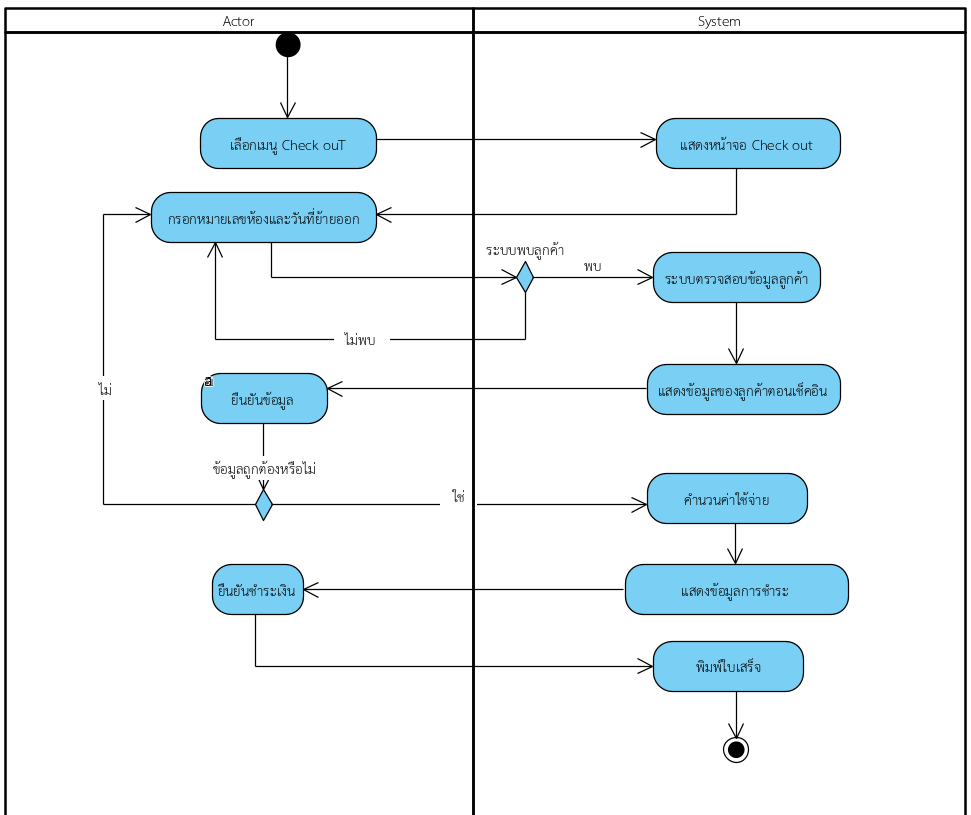 Actor
System
เลือกเมนู Check ouT
แสดงหน้าจอ Check out
กรอกหมายเลขห้องและวันที่ย้ายออก
ระบบพบลูกค้า
พบ
ระบบตรวจสอบข้อมูลลูกค้า
ไม่พบ
ไม่
ยืนยันข้อมูล
แสดงข้อมูลของลูกค้าตอนเช็คอิน
ข้อมูลถูกต้องหรือไม่
ใช่
คำนวนค่าใช้จ่าย
ยืนยันชำระเงิน
แสดงข้อมูลการชำระ
พิมพ์ใบเสร็จ